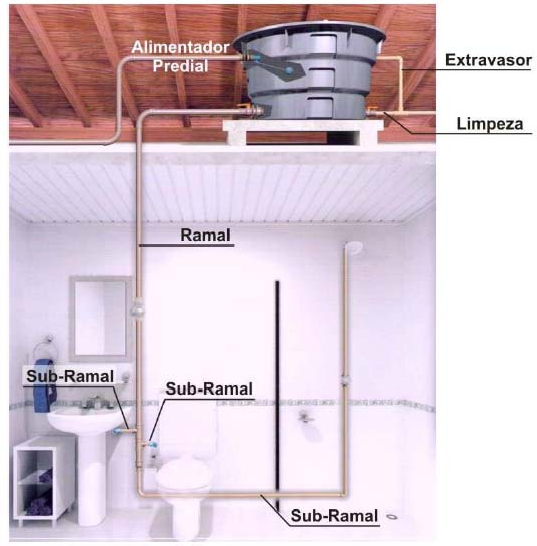 Alimentador
Predial
Extravasor
Limpeza
Ramal
Sub-Ramal
Sub-Ramal
Sub-Ramal